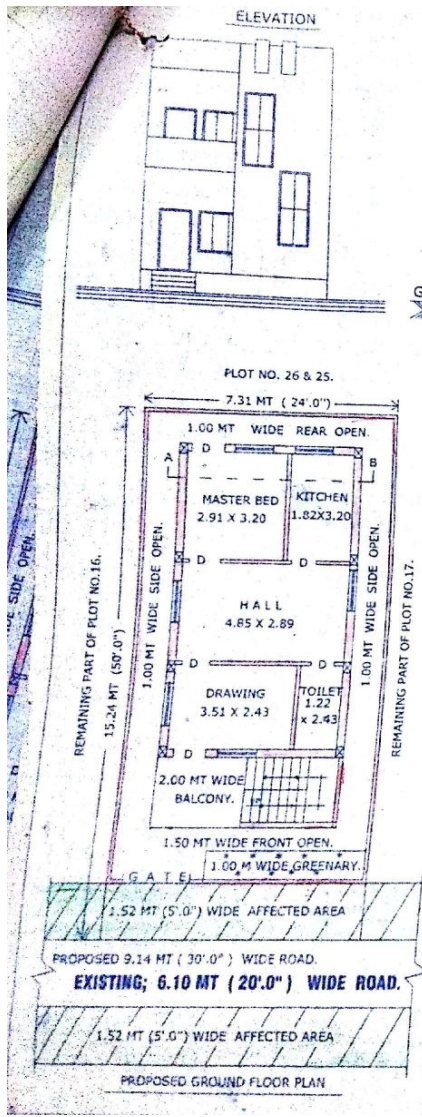 ELEVATION
PLOT NO. 26 & 25.
7.31 MT ( 24'.0")
1.00 MT WIDE REAR OPEN.
D
A
B
MASTER BED
2.91 X 3.20
KITCHEN
1.82X3.20
SIDE OPEN.
REMAINING PART OF PLOT NO.16.
15.24 MT (50'.0")
1.00 MT WIDE SIDE OPEN.
D
D
HALL
4.85 X 2.89
1.00 MT WIDE SIDE OPEN.
REMAINING PART OF PLOT NO.17.
D
D
DRAWING
3.51 X 2.43
TOILET
1.22
X 2.43
D
2.00 MT WIDE
BALCONY.
1.50 MT WIDE FRONT OPEN.
1.00 M WIDE GREENARY.
GATE
1.52 MT (5'.0") WIDE AFFECTED AREA
PROPOSED 9.14 MT ( 30'.0" ) WIDE ROAD.
EXISTING; 6.10 MT ( 20'.0" ) WIDE ROAD.
1.52 MT (5'.0") WIDE AFFECTED AREA
PROPOSED GROUND FLOOR PLAN